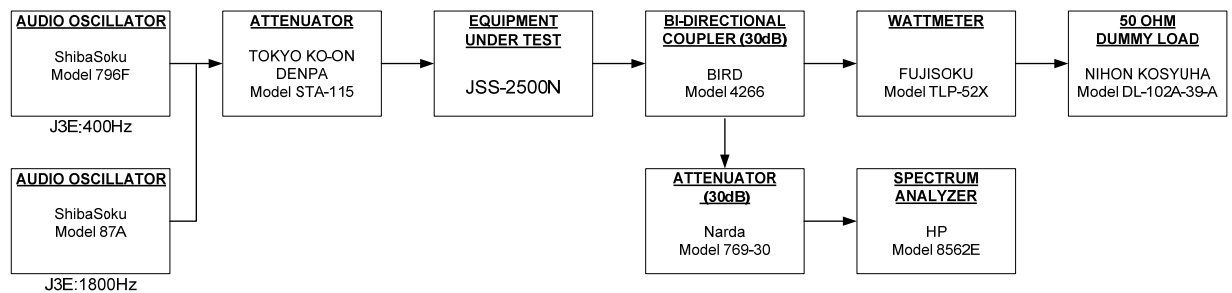 AUDIO OSCILLATOR
ShibaSoku
Model 796F
J3E:400Hz
ATTENUATOR
TOKYO KO-ON
DENPA
Model STA-115
EQUIPMENT
UNDER TEST
JSS-2500N
BI-DIRECTIONAL
COUPLER (30dB)
BIRD
Model 4266
WATTMETER
FUJISOKU
Model TLP-52X
50 OHM
DUMMY LOAD
NIHON KOSYUHA
Model DL-102A-39-A
AUDIO OSCILLATOR
ShibaSoku
Model 87A
J3E:1800Hz
ATTENUATOR
(30dB)
Narda
Model 769-30
SPECTRUM
ANALYZER
HP
Model 8562E